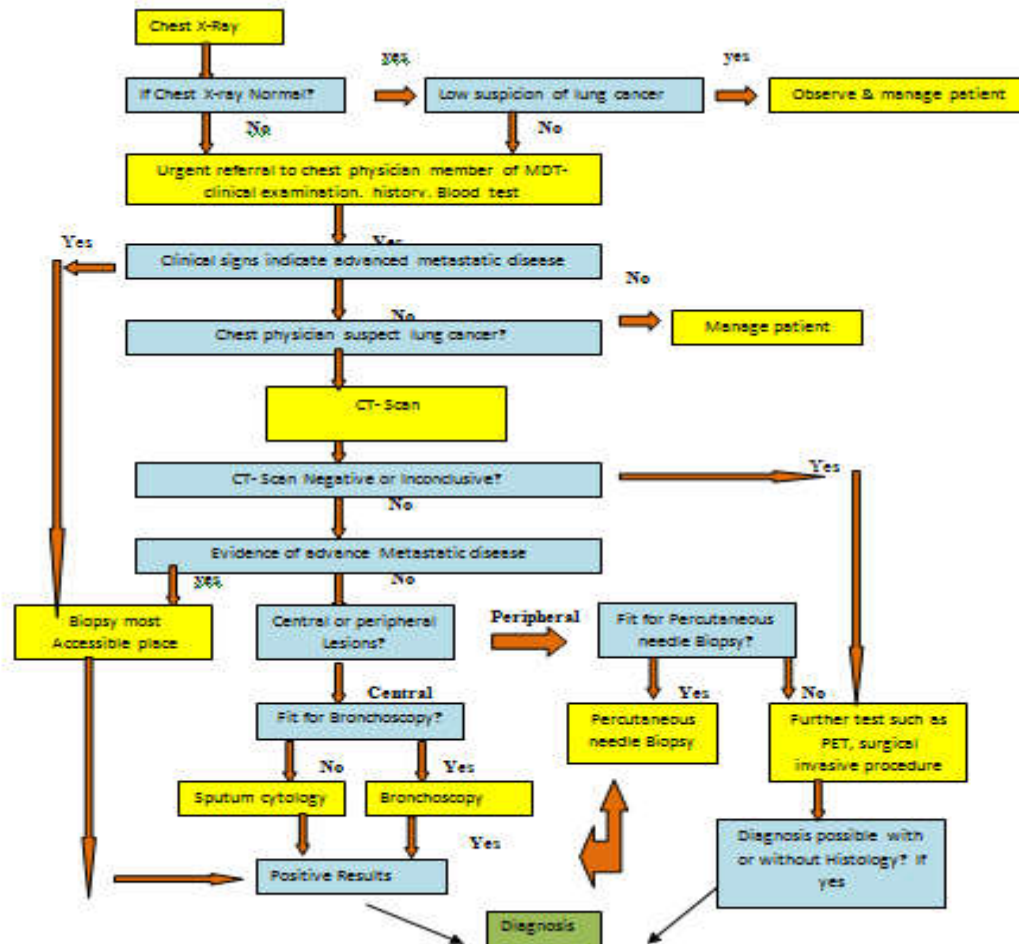 Chest X-Ray
yes
yes
If Chest X-ray Normal?
Low suspicion of lung cancer
Observe & manage patient
No
No
Urgent referral to chest physician member of MDT-
clinical examination. history. Blood test
Yes
Yes
Clinical signs indicate advanced metastatic disease
No
No
Chest physician suspect lung cancer?
Manage patient
CT- Scan
CT- Scan Negative or Inconclusive?
Yes
No
Evidence of advance Metastatic disease
yes
No
Biopsy most
Accessible place
Central or peripheral
Lesions?
Peripheral
Fit for Percutaneous
needle Biopsy?
Central
Yes
No
Fit for Bronchoscopy?
Percutaneous
needle Biopsy
Further test such as
PET, surgical
invasive procedure
No
Yes
Sputum cytology
Bronchoscopy
Yes
Diagnosis possible with
or without Histology? If
yes
Positive Results
Diagnosis